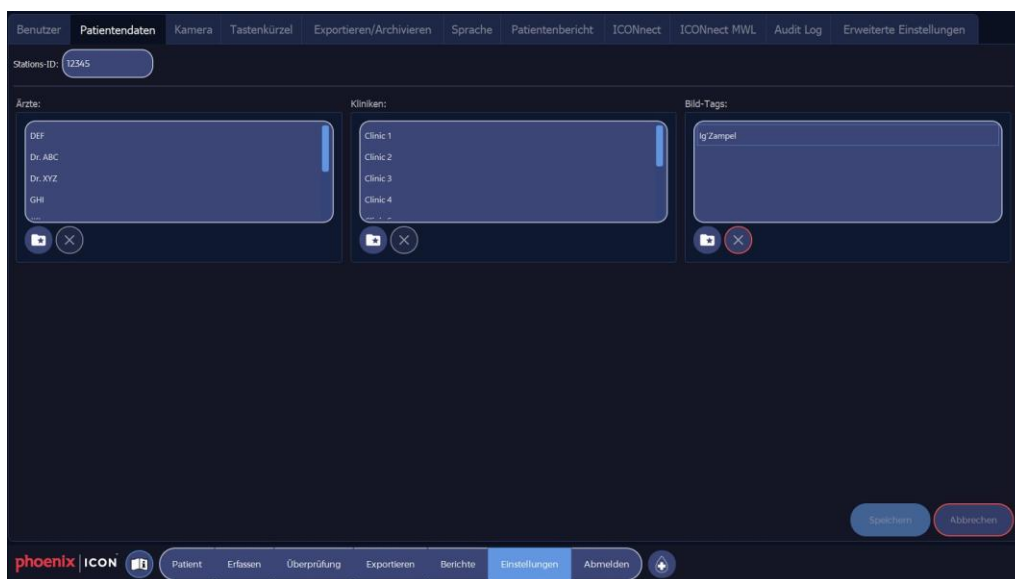 Benutzer Patientendaten Kamera Tastenkürzel Exportieren/Archivieren Sprache Patientenbericht ICONnect ICONnect MWL Audit Log Erweiterte Einstellungen
Stations-ID: 12345
Ärzte:
DEF
Dr. ABC
Dr. XYZ
GHI
Kliniken:
Clinic 1
Clinic 2
Clinic 3
Clinic 4
Bild-Tags:
Ig'Zampel
Speichern Abbrechen
phoenix ICON Patient Erfassen Überprüfung Exportieren Berichte Einstellungen Abmelden